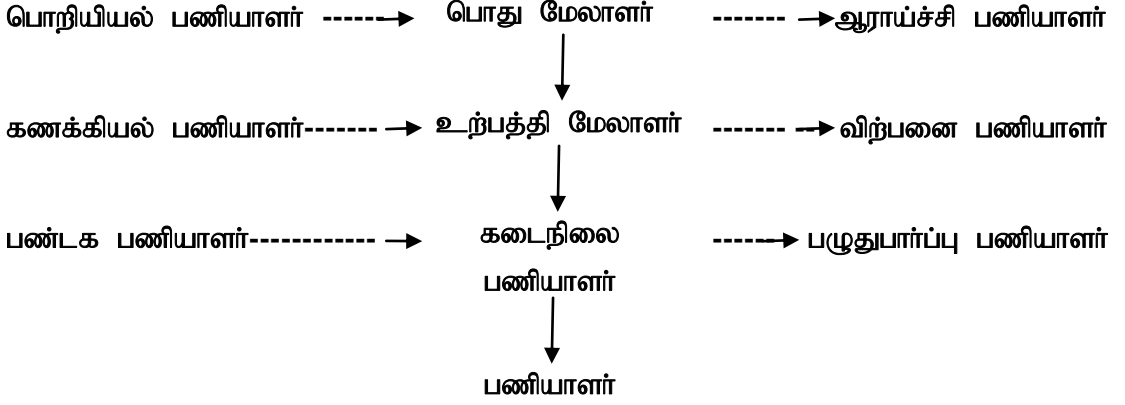 பொறியியல் பணியாளர் பொது மேலாளர் ஆராய்ச்சி பணியாளர்
கணக்கியல் பணியாளர் உற்பத்தி மேலாளர் விற்பனை பணியாளர்
பண்டக பணியாளர் கடைநிலை பழுதுபார்ப்பு பணியாளர்
பணியாளர்
பணியாளர்